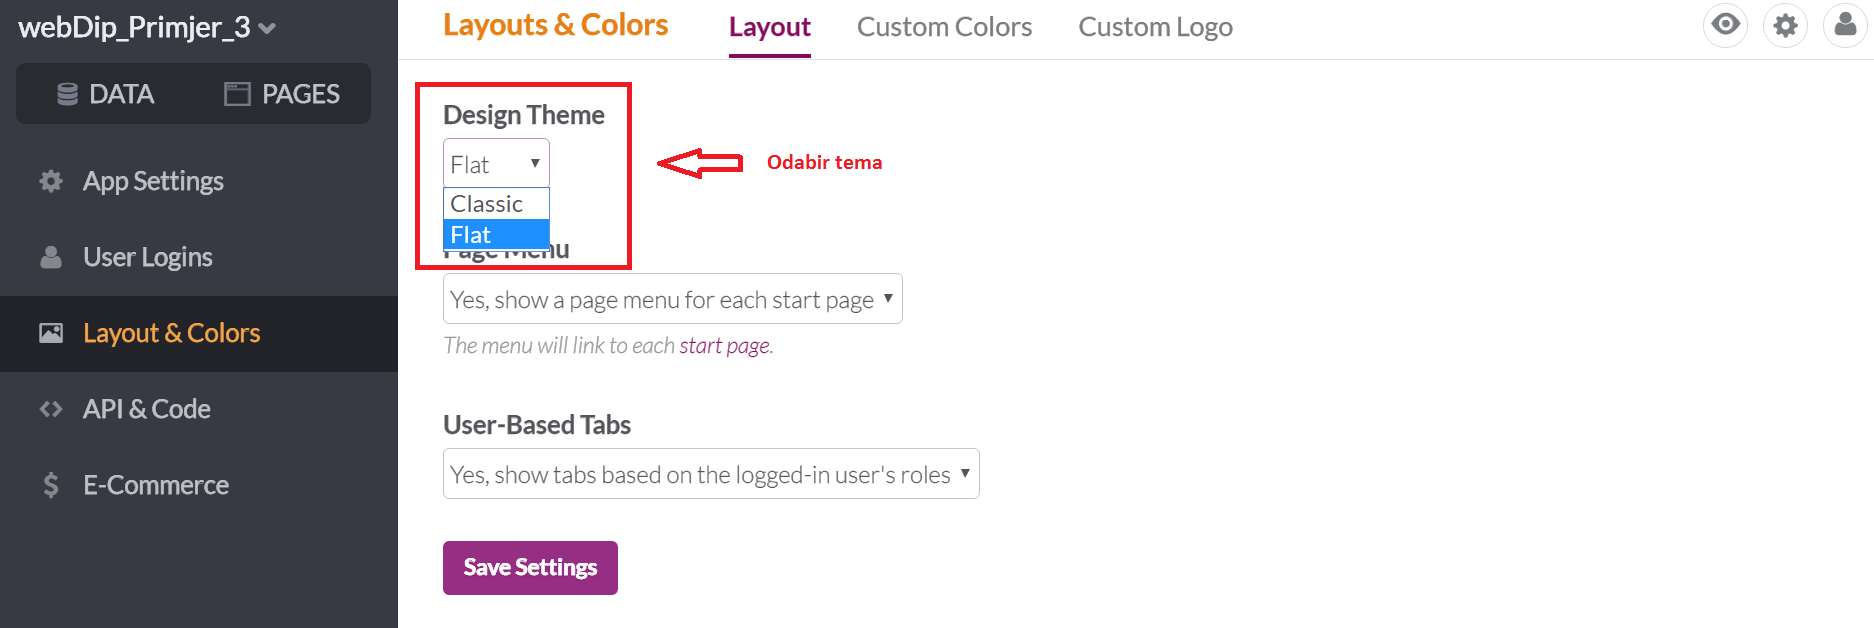 webDip_Primjer_3
DATA
PAGES
App Settings
User Logins
Layout & Colors
API & Code
E-Commerce
Layouts & Colors
Layout
Custom Colors
Custom Logo
Design Theme
Flat
Classic
Flat
Odabir tema
Page Menu
Yes, show a page menu for each start page
The menu will link to each start page.
User-Based Tabs
Yes, show tabs based on the logged-in user's roles
Save Settings